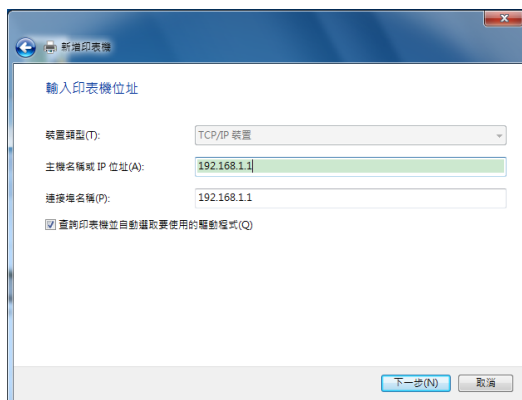 新增印表機
輸入印表機位址
裝置類型(T): TCP/IP 裝置
主機名稱或 IP 位址(A): 192.168.1.1
連接埠名稱(P): 192.168.1.1
查詢印表機並自動選取要使用的驅動程式(Q)
下一步(N) 取消